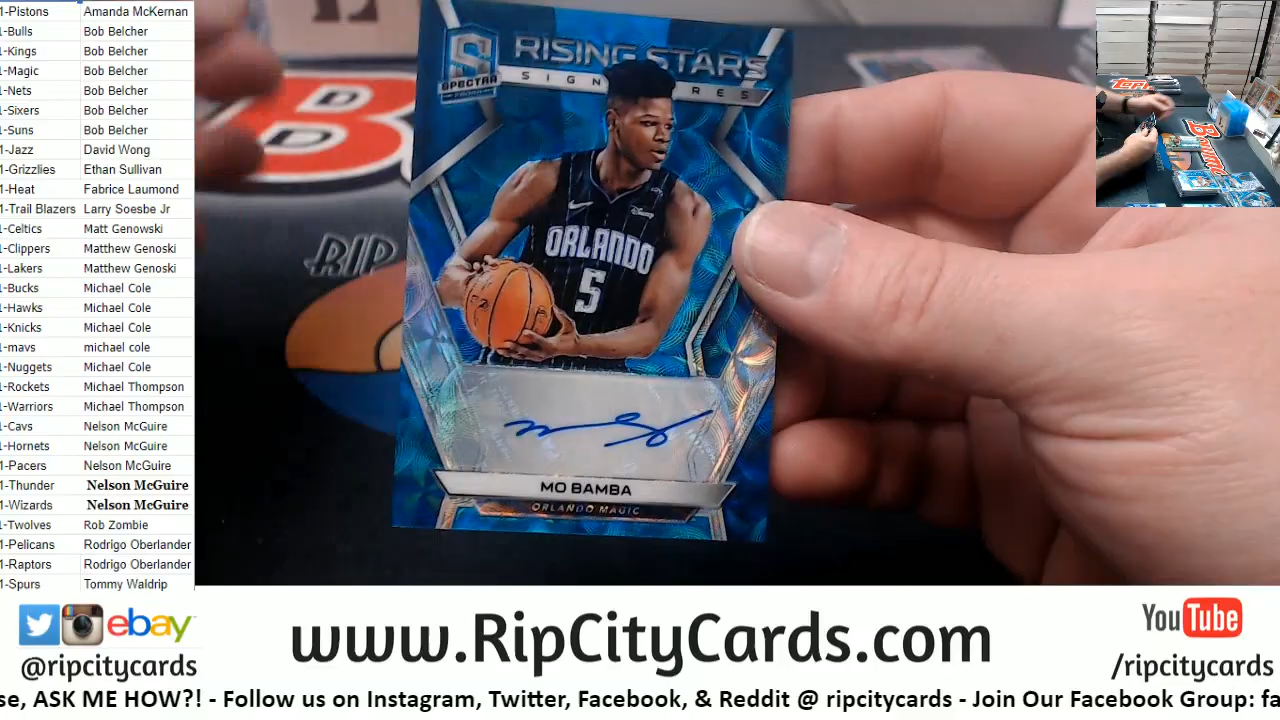 1-Pistons Amanda McKernan
1-Bulls Bob Belcher
1-Kings Bob Belcher
1-Magic Bob Belcher
1-Nets Bob Belcher
1-Sixers Bob Belcher
1-Suns Bob Belcher
1-Jazz David Wong
1-Grizzlies Ethan Sullivan
1-Heat Fabrice Laumond
1-Trail Blazers Larry Soesbe Jr
1-Celtics Matt Genowski
1-Clippers Matthew Genoski
1-Lakers Matthew Genoski
1-Bucks Michael Cole
1-Hawks Michael Cole
1-Knicks Michael Cole
1-mavs michael cole
1-Nuggets Michael Cole
1-Rockets Michael Thompson
1-Warriors Michael Thompson
1-Cavs Nelson McGuire
1-Hornets Nelson McGuire
1-Pacers Nelson McGuire
1-Thunder Nelson McGuire
1-Wizards Nelson McGuire
1-Twolves Rob Zombie
1-Pelicans Rodrigo Oberlander
1-Raptors Rodrigo Oberlander
1-Spurs Tommy Waldrip
RIP
S
SPECTRA
RISING STARS
SIGN RES
Disney
ORLANDO
5
MO BAMBA
ORLANDO MAGIC
ebay
@ripcitycards
www.RipCityCards.com
YouTube
/ripcitycards
se, ASK ME HOW?! - Follow us on Instagram, Twitter, Facebook, & Reddit @ ripcitycards - Join Our Facebook Group: fa